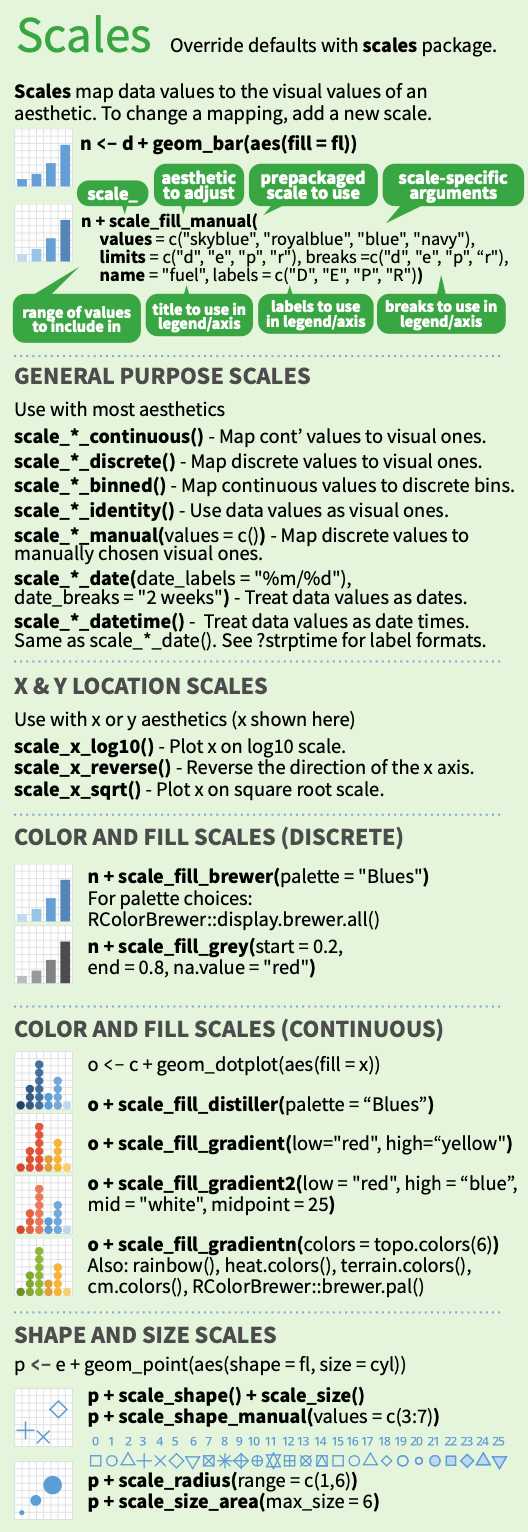 Scales Override defaults with scales package.
Scales map data values to the visual values of an
aesthetic. To change a mapping, add a new scale.
n <- d + geom_bar(aes(fill = fl))
scale_
aesthetic
to adjust
prepackaged
scale to use
scale-specific
arguments
n + scale_fill_manual(
values = c("skyblue", "royalblue", "blue", "navy"),
limits = c("d", "e", "p", "r"), breaks =c("d", "e", "p", “r"),
name = "fuel", labels = c("D", "E", "P", "R"))
range of values
to include in
title to use in
legend/axis
labels to use
in legend/axis
breaks to use in
legend/axis
GENERAL PURPOSE SCALES
Use with most aesthetics
scale_*_continuous() - Map cont’ values to visual ones.
scale_*_discrete() - Map discrete values to visual ones.
scale_*_binned() - Map continuous values to discrete bins.
scale_*_identity() - Use data values as visual ones.
scale_*_manual(values = c()) - Map discrete values to
manually chosen visual ones.
scale_*_date(date_labels = "%m/%d"),
date_breaks = "2 weeks") - Treat data values as dates.
scale_*_datetime() - Treat data values as date times.
Same as scale_*_date(). See ?strptime for label formats.
X & Y LOCATION SCALES
Use with x or y aesthetics (x shown here)
scale_x_log10() - Plot x on log10 scale.
scale_x_reverse() - Reverse the direction of the x axis.
scale_x_sqrt() - Plot x on square root scale.
COLOR AND FILL SCALES (DISCRETE)
n + scale_fill_brewer(palette = "Blues")
For palette choices:
RColorBrewer::display.brewer.all()
n + scale_fill_grey(start = 0.2,
end = 0.8, na.value = "red")
COLOR AND FILL SCALES (CONTINUOUS)
o <- c + geom_dotplot(aes(fill = x))
o + scale_fill_distiller(palette = “Blues”)
o + scale_fill_gradient(low="red", high=“yellow")
o + scale_fill_gradient2(low = "red", high = “blue”,
mid = "white", midpoint = 25)
o + scale_fill_gradientn(colors = topo.colors(6))
Also: rainbow(), heat.colors(), terrain.colors(),
cm.colors(), RColorBrewer::brewer.pal()
SHAPE AND SIZE SCALES
p <- e + geom_point(aes(shape = fl, size = cyl))
p + scale_shape() + scale_size()
p + scale_shape_manual(values = c(3:7))
0 1 2 3 4 5 6 7 8 9 10 11 12 13 14 15 16 17 18 19 20 21 22 23 24 25
p + scale_radius(range = c(1,6))
p + scale_size_area(max_size = 6)